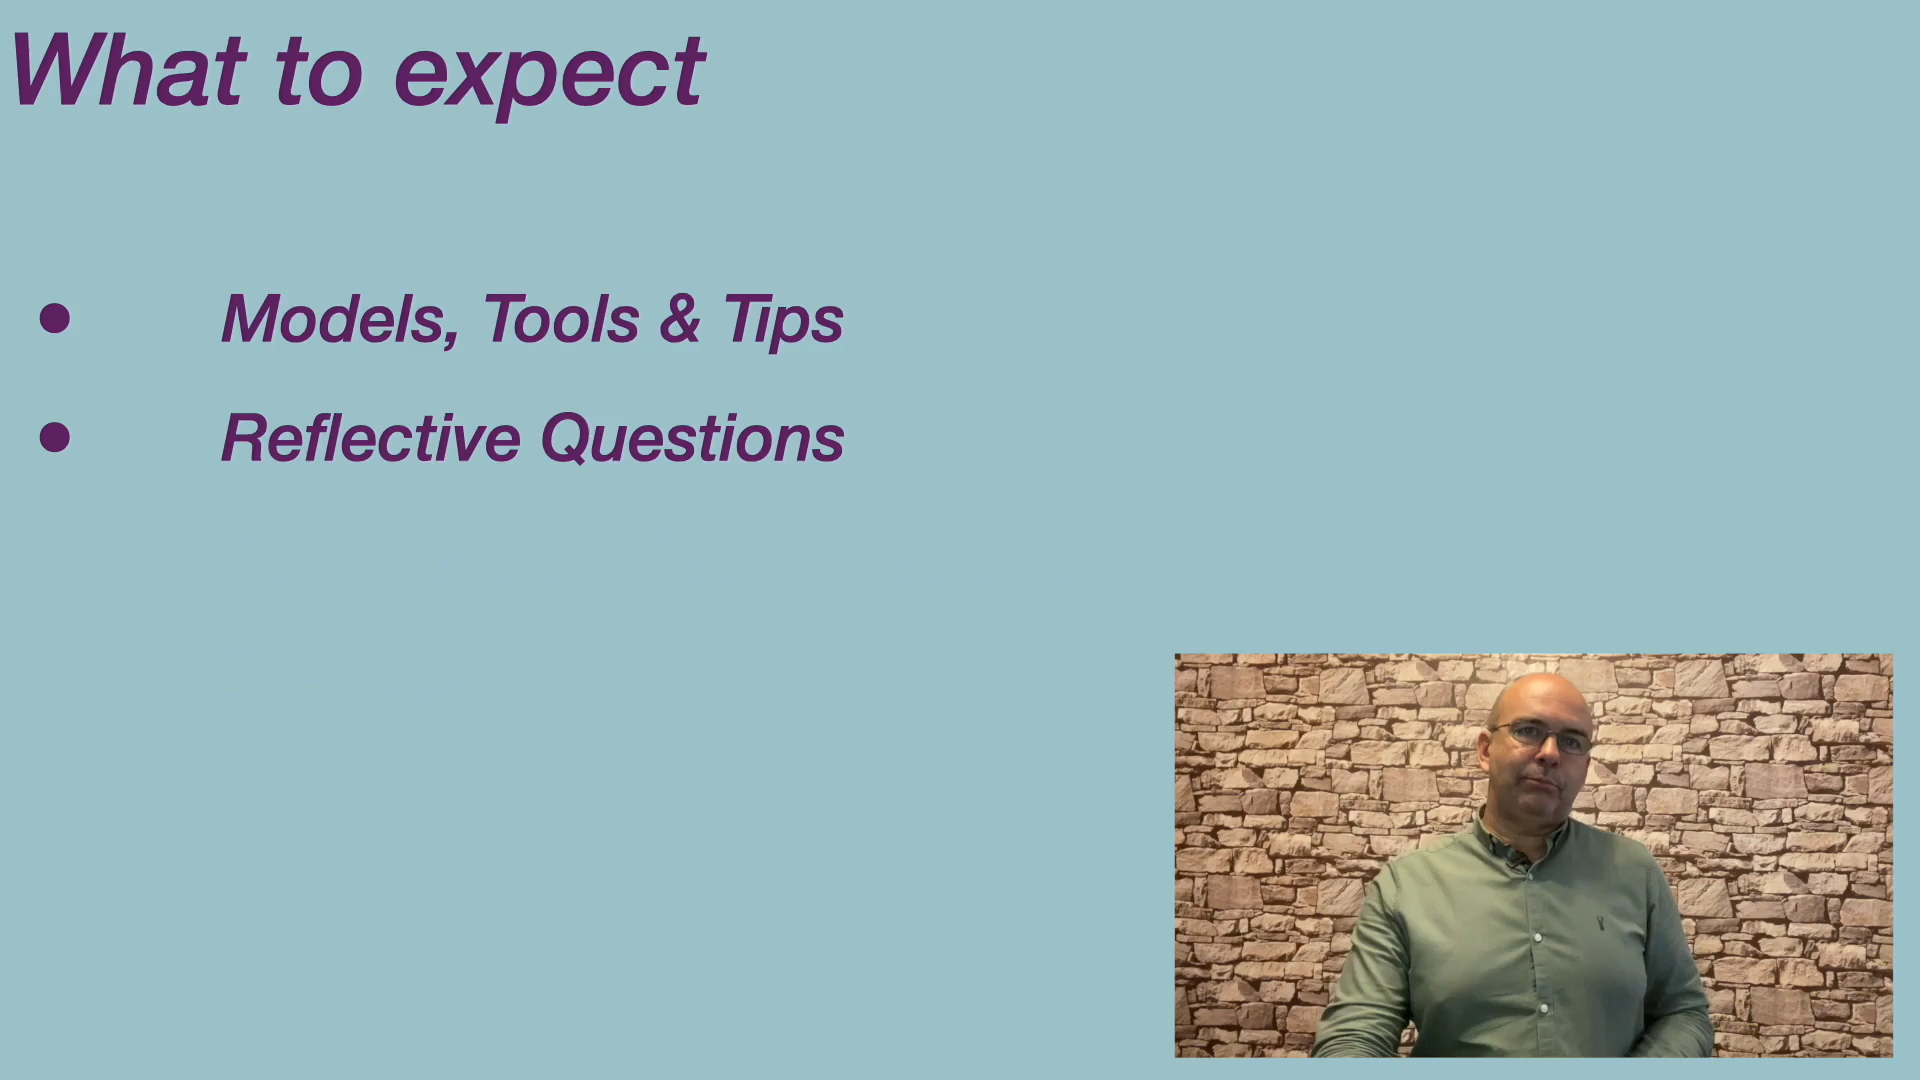 What to expect
● Models, Tools & Tips
● Reflective Questions